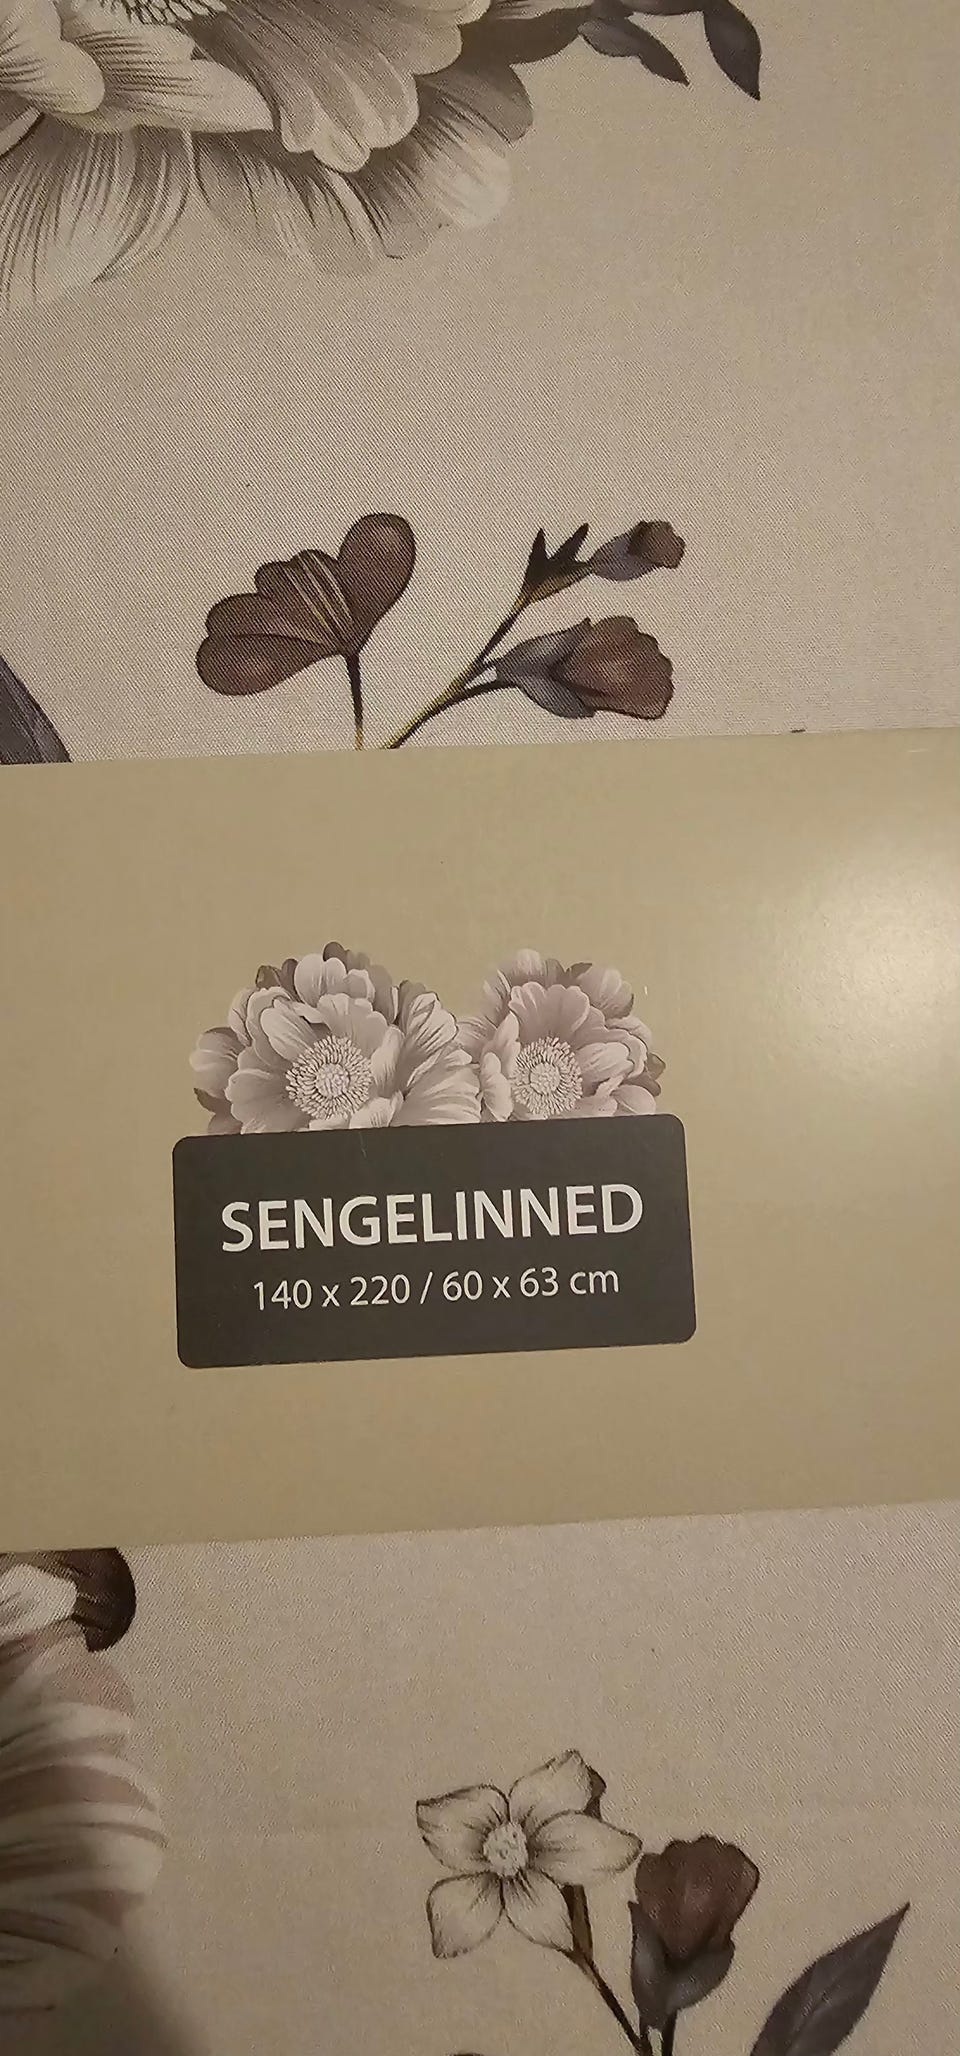 SENGELINNED
140 x 220 / 60 x 63 cm